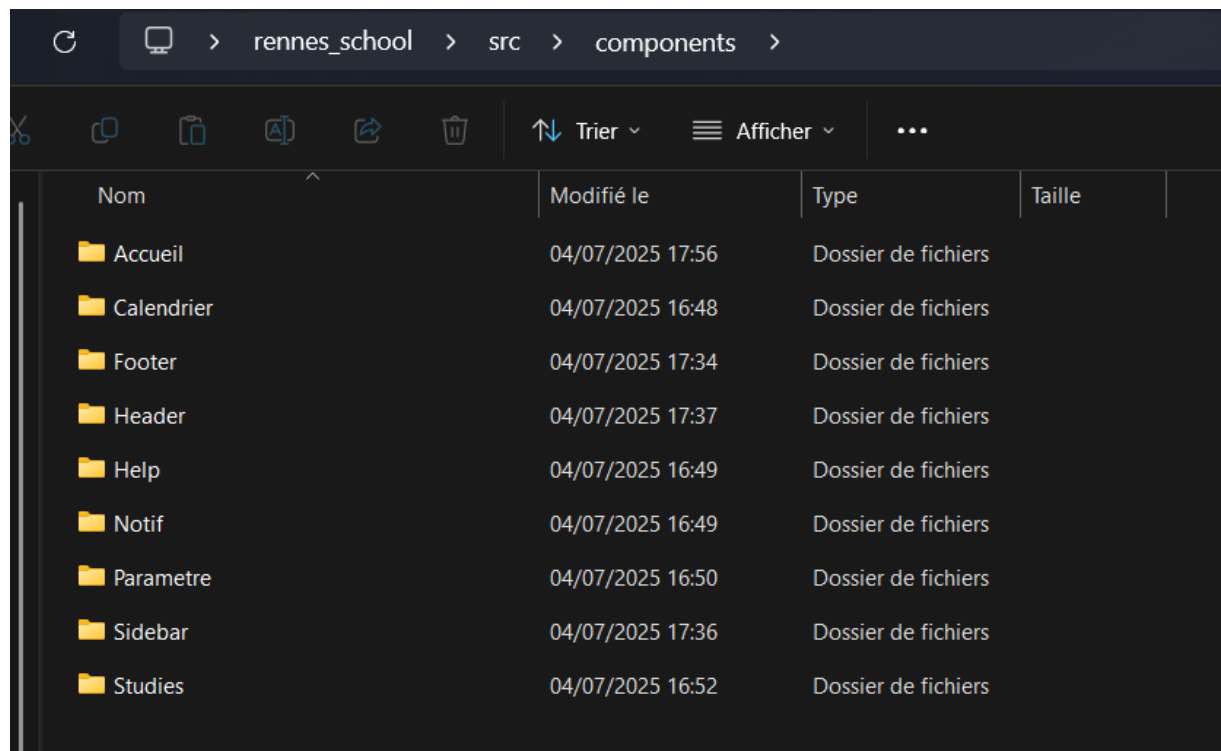 rennes_school > src > components >
Trier Afficher
Nom Modifié le Type Taille
Accueil 04/07/2025 17:56 Dossier de fichiers
Calendrier 04/07/2025 16:48 Dossier de fichiers
Footer 04/07/2025 17:34 Dossier de fichiers
Header 04/07/2025 17:37 Dossier de fichiers
Help 04/07/2025 16:49 Dossier de fichiers
Notif 04/07/2025 16:49 Dossier de fichiers
Parametre 04/07/2025 16:50 Dossier de fichiers
Sidebar 04/07/2025 17:36 Dossier de fichiers
Studies 04/07/2025 16:52 Dossier de fichiers